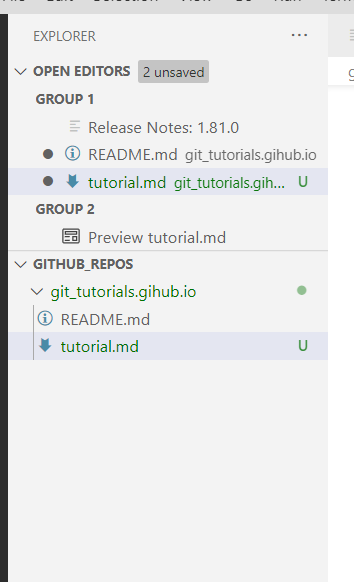 EXPLORER ...
OPEN EDITORS 2 unsaved
GROUP 1
Release Notes: 1.81.0
README.md git_tutorials.gihub.io
tutorial.md git_tutorials.gih... U
GROUP 2
Preview tutorial.md
GITHUB_REPOS
git_tutorials.gihub.io
README.md
tutorial.md U